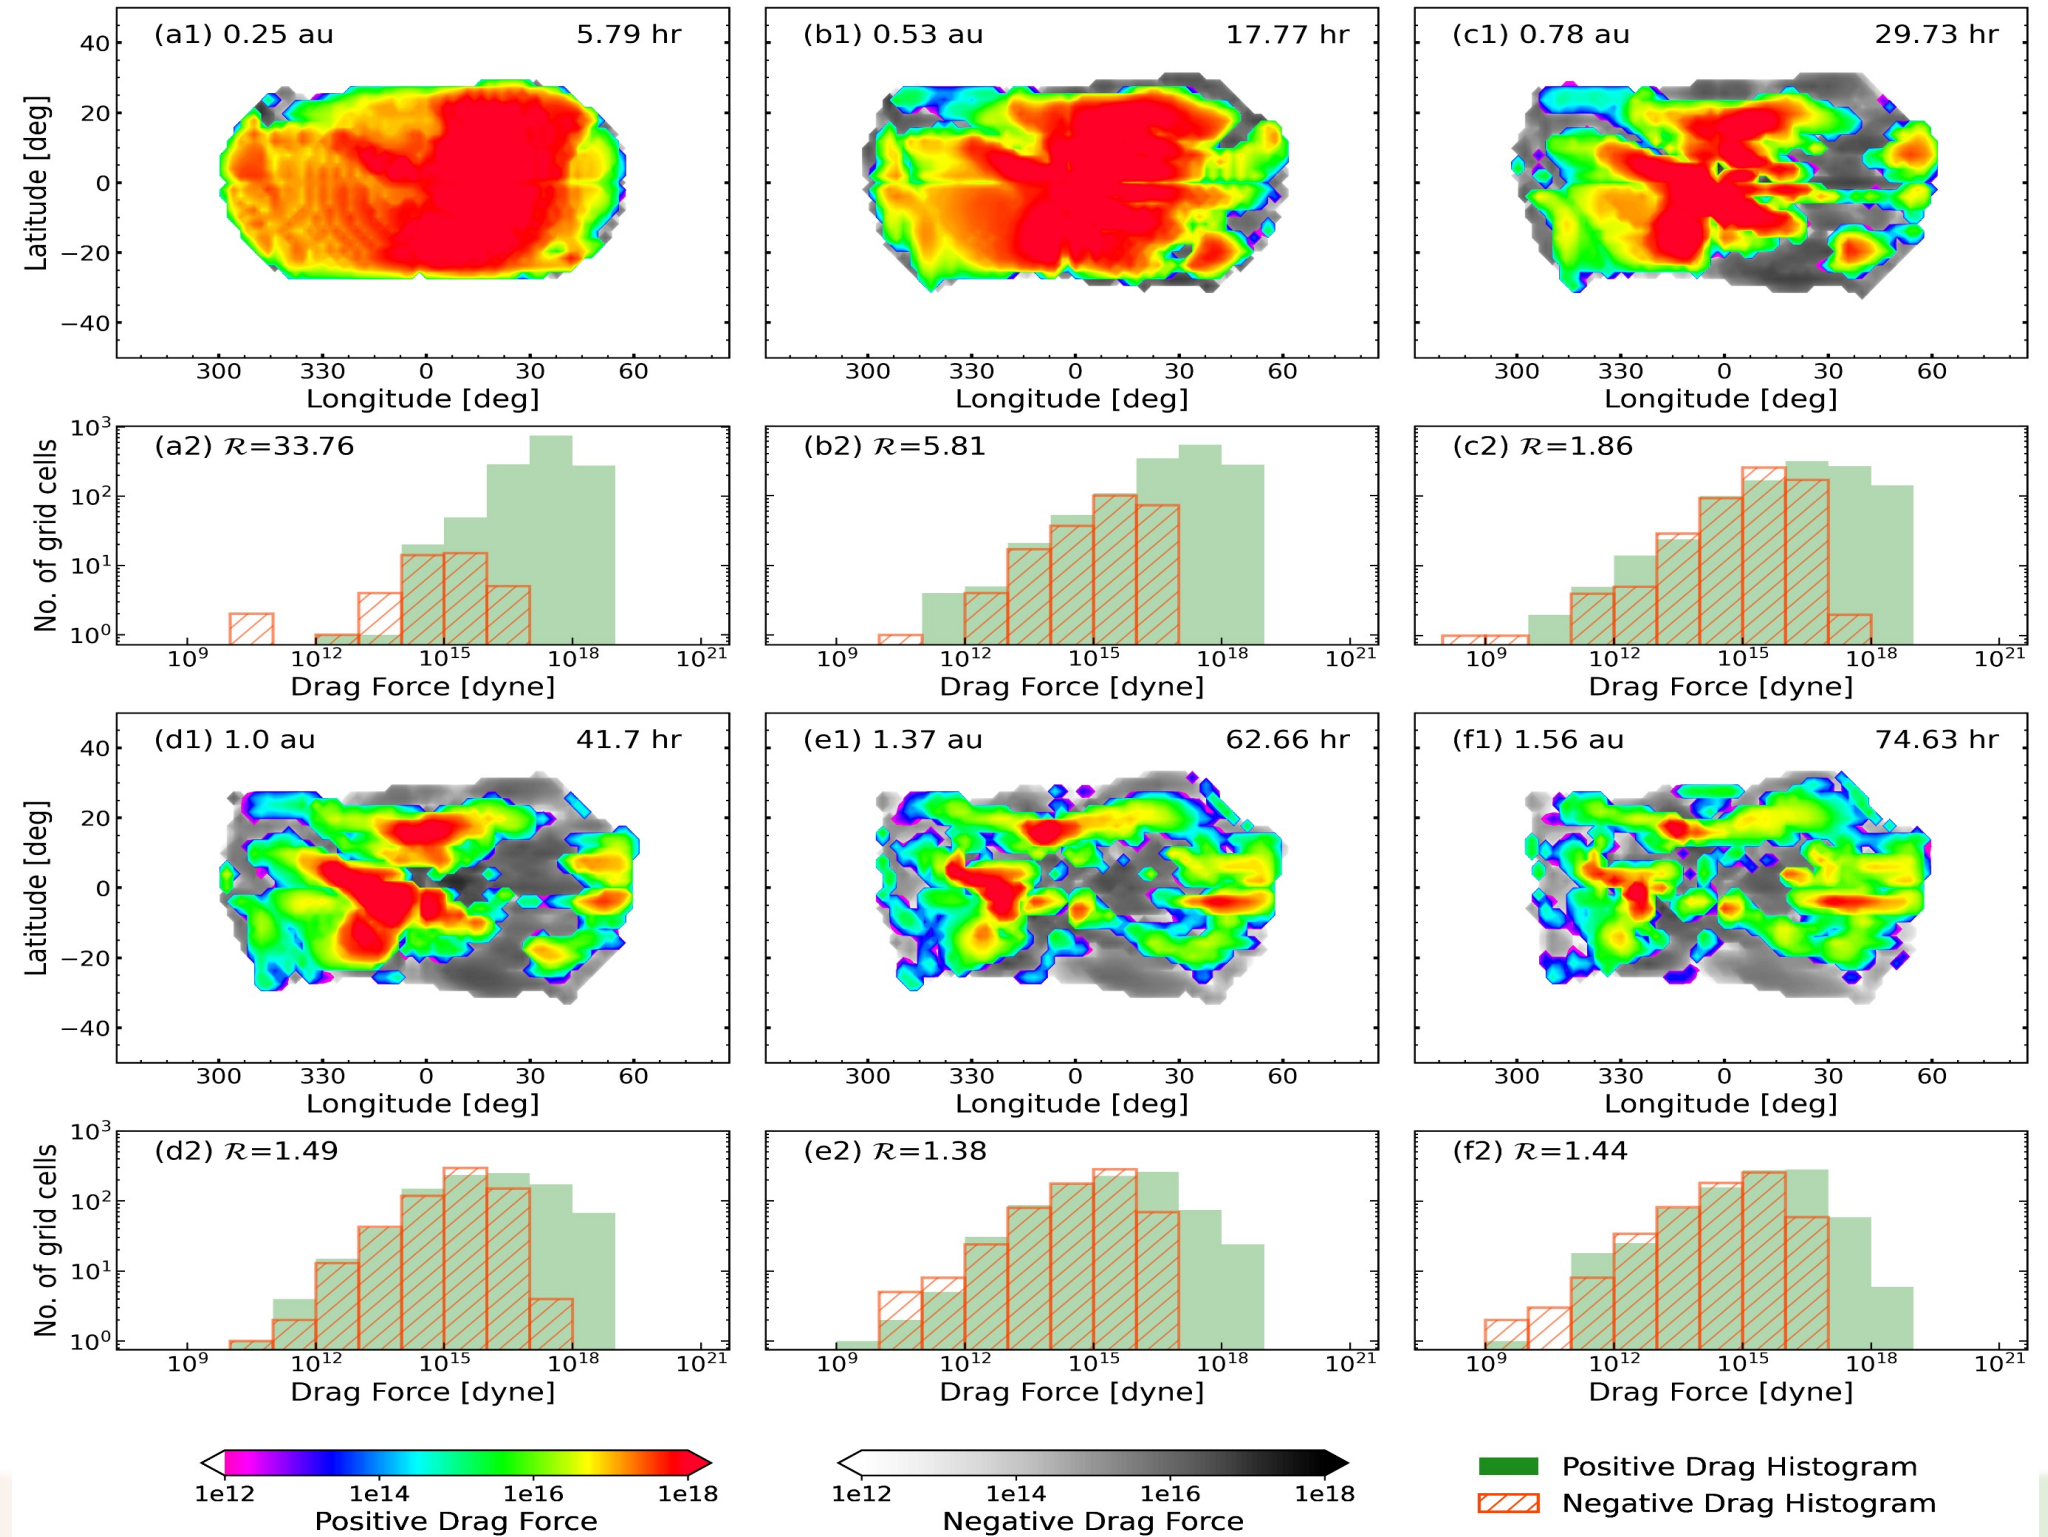 (a1) 0.25 au 5.79 hr
(b1) 0.53 au 17.77 hr
(c1) 0.78 au 29.73 hr
Latitude [deg]
40
20
0
−20
−40
300 330 0 30 60
300 330 0 30 60
300 330 0 30 60
Longitude [deg]
Longitude [deg]
Longitude [deg]
(a2) ℛ=33.76
(b2) ℛ=5.81
(c2) ℛ=1.86
No. of grid cells
10³
10²
10¹
10⁰
10⁹ 10¹² 10¹⁵ 10¹⁸ 10²¹
10⁹ 10¹² 10¹⁵ 10¹⁸ 10²¹
10⁹ 10¹² 10¹⁵ 10¹⁸ 10²¹
Drag Force [dyne]
Drag Force [dyne]
Drag Force [dyne]
(d1) 1.0 au 41.7 hr
(e1) 1.37 au 62.66 hr
(f1) 1.56 au 74.63 hr
Latitude [deg]
40
20
0
−20
−40
300 330 0 30 60
300 330 0 30 60
300 330 0 30 60
Longitude [deg]
Longitude [deg]
Longitude [deg]
(d2) ℛ=1.49
(e2) ℛ=1.38
(f2) ℛ=1.44
No. of grid cells
10³
10²
10¹
10⁰
10⁹ 10¹² 10¹⁵ 10¹⁸ 10²¹
10⁹ 10¹² 10¹⁵ 10¹⁸ 10²¹
10⁹ 10¹² 10¹⁵ 10¹⁸ 10²¹
Drag Force [dyne]
Drag Force [dyne]
Drag Force [dyne]
1e12 1e14 1e16 1e18
Positive Drag Force
1e12 1e14 1e16 1e18
Negative Drag Force
Positive Drag Histogram
Negative Drag Histogram